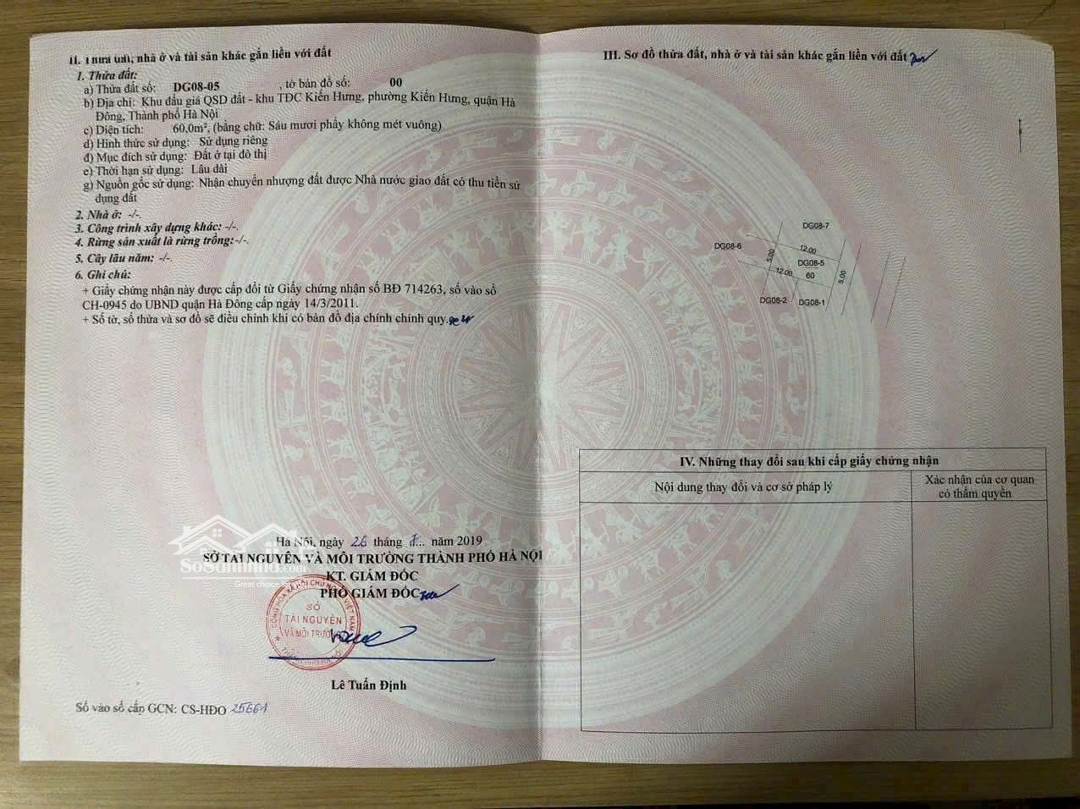 II. Thửa đất, nhà ở và tài sản khác gắn liền với đất
1. Thửa đất:
a) Thửa đất số: DG08-05 , tờ bản đồ số: 00
b) Địa chỉ: Khu đấu giá QSD đất - khu TĐC Kiến Hưng, phường Kiến Hưng, quận Hà
Đông, Thành phố Hà Nội
c) Diện tích: 60,0m², (bằng chữ: Sáu mươi phẩy không mét vuông)
d) Hình thức sử dụng: Sử dụng riêng
đ) Mục đích sử dụng: Đất ở tại đô thị
e) Thời hạn sử dụng: Lâu dài
g) Nguồn gốc sử dụng: Nhận chuyển nhượng đất được Nhà nước giao đất có thu tiền sử
dụng đất
2. Nhà ở: -/-.
3. Công trình xây dựng khác: -/-.
4. Rừng sản xuất là rừng trồng:-/-.
5. Cây lâu năm: -/-.
6. Ghi chú:
+ Giấy chứng nhận này được cấp đổi từ Giấy chứng nhận số BĐ 714263, số vào sổ
CH-0945 do UBND quận Hà Đông cấp ngày 14/3/2011.
+ Số tờ, số thửa và sơ đồ sẽ điều chỉnh khi có bản đồ địa chính chính quy.
Hà Nội, ngày 26 tháng 8 năm 2019
SỞ TÀI NGUYÊN VÀ MÔI TRƯỜNG THÀNH PHỐ HÀ NỘI
KT. GIÁM ĐỐC
PHÓ GIÁM ĐỐC
SỞ
TÀI NGUYÊN
VÀ MÔI TRƯỜNG
Lê Tuấn Định
Số vào sổ cấp GCN: CS-HĐO 25661
III. Sơ đồ thửa đất, nhà ở và tài sản khác gắn liền với đất
DG08-7
DG08-6
12.00
5.00
DG08-5
12.00
60
5.00
DG08-2
DG08-1
IV. Những thay đổi sau khi cấp giấy chứng nhận
Nội dung thay đổi và cơ sở pháp lý
Xác nhận của cơ quan
có thẩm quyền